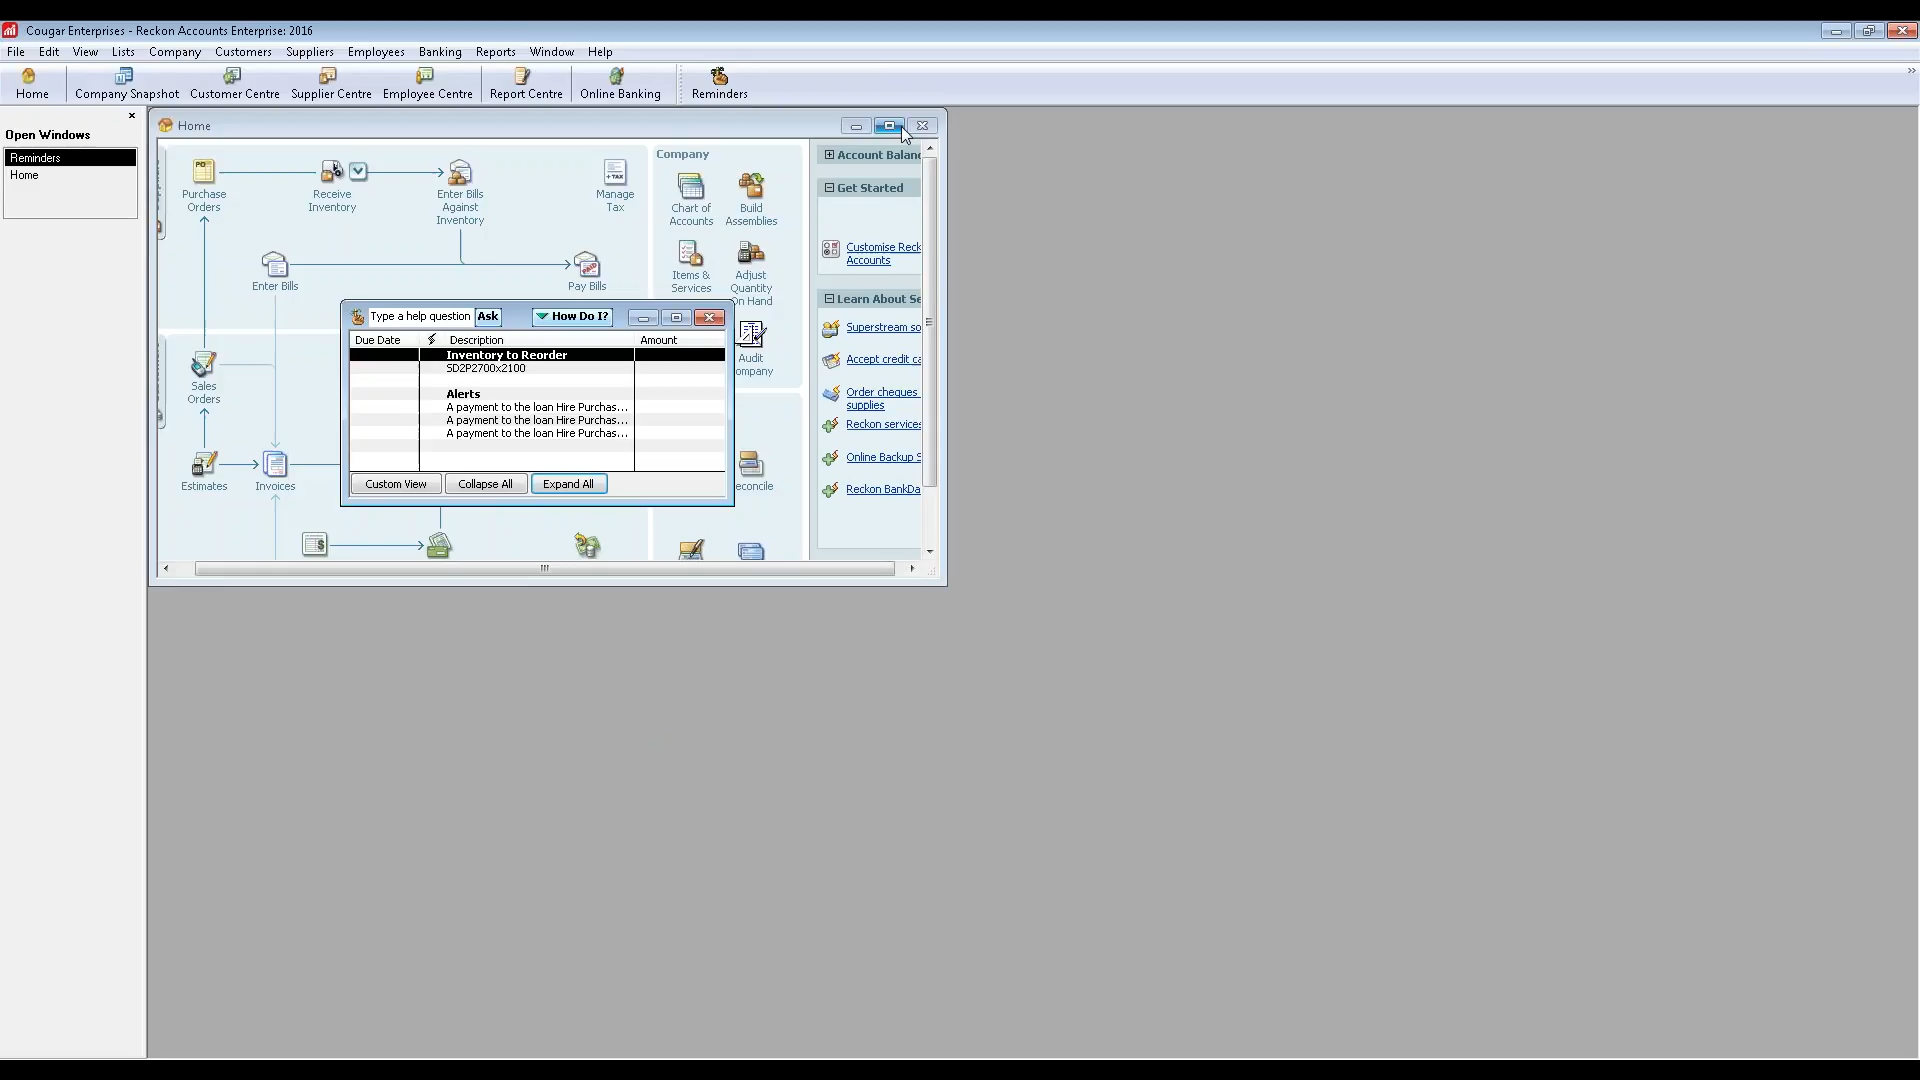 Cougar Enterprises - Reckon Accounts Enterprise: 2016
File Edit View Lists Company Customers Suppliers Employees Banking Reports Window Help
Home Company Snapshot Customer Centre Supplier Centre Employee Centre Report Centre Online Banking Reminders
Open Windows
Reminders
Home
Home
Purchase
Orders
Receive
Inventory
Enter Bills
Against
Inventory
Manage
Tax
Enter Bills
Pay Bills
Sales
Orders
Estimates
Invoices
Company
Chart of
Accounts
Build
Assemblies
Items &
Services
Adjust
Quantity
On Hand
Audit
ompany
econcile
Account Balanc
Get Started
Customise Reck
Accounts
Learn About Se
Superstream so
Accept credit ca
Order cheques
supplies
Reckon services
Online Backup S
Reckon BankDa
Type a help question Ask How Do I?
Due Date Description Amount
Inventory to Reorder
SD2P2700x2100
Alerts
A payment to the loan Hire Purchas...
A payment to the loan Hire Purchas...
A payment to the loan Hire Purchas...
Custom View Collapse All Expand All